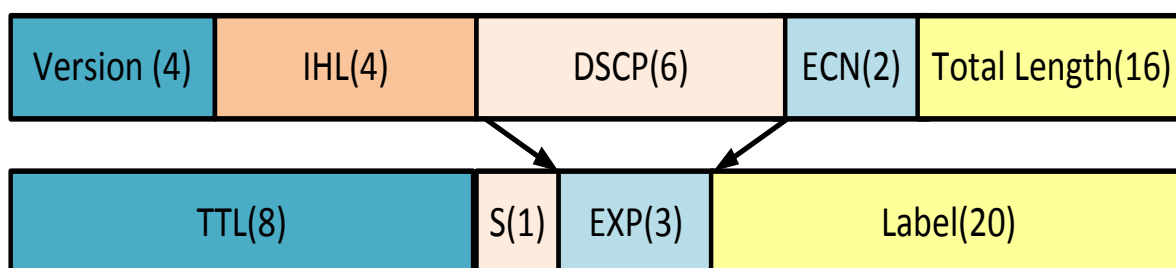 Version (4) IHL(4) DSCP(6) ECN(2) Total Length(16)
TTL(8) S(1) EXP(3) Label(20)